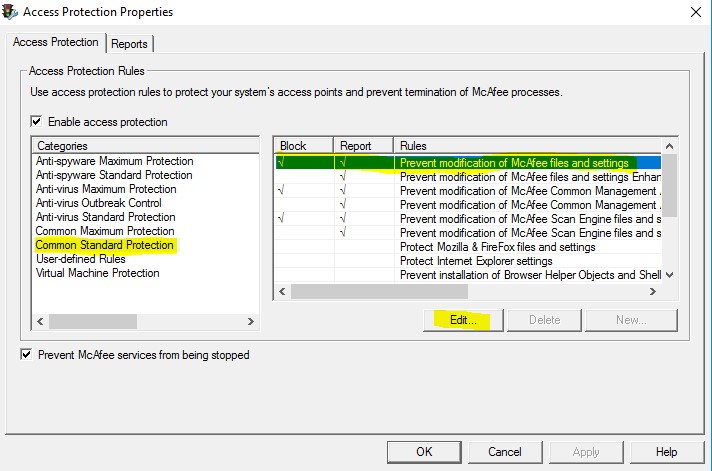 Access Protection Properties
Access Protection Reports
Access Protection Rules
Use access protection rules to protect your system's access points and prevent termination of McAfee processes.
Enable access protection
Categories
Anti-spyware Maximum Protection
Anti-spyware Standard Protection
Anti-virus Maximum Protection
Anti-virus Outbreak Control
Anti-virus Standard Protection
Common Maximum Protection
Common Standard Protection
User-defined Rules
Virtual Machine Protection
Block Report Rules
√ √ Prevent modification of McAfee files and settings
√ Prevent modification of McAfee files and settings Enhan
√ Prevent modification of McAfee Common Management .
√ Prevent modification of McAfee Common Management .
√ √ Prevent modification of McAfee Scan Engine files and s
√ Prevent modification of McAfee Scan Engine files and s
Protect Mozilla & FireFox files and settings
Protect Internet Explorer settings
Prevent installation of Browser Helper Objects and Shell
Edit... Delete New...
Prevent McAfee services from being stopped
OK Cancel Apply Help